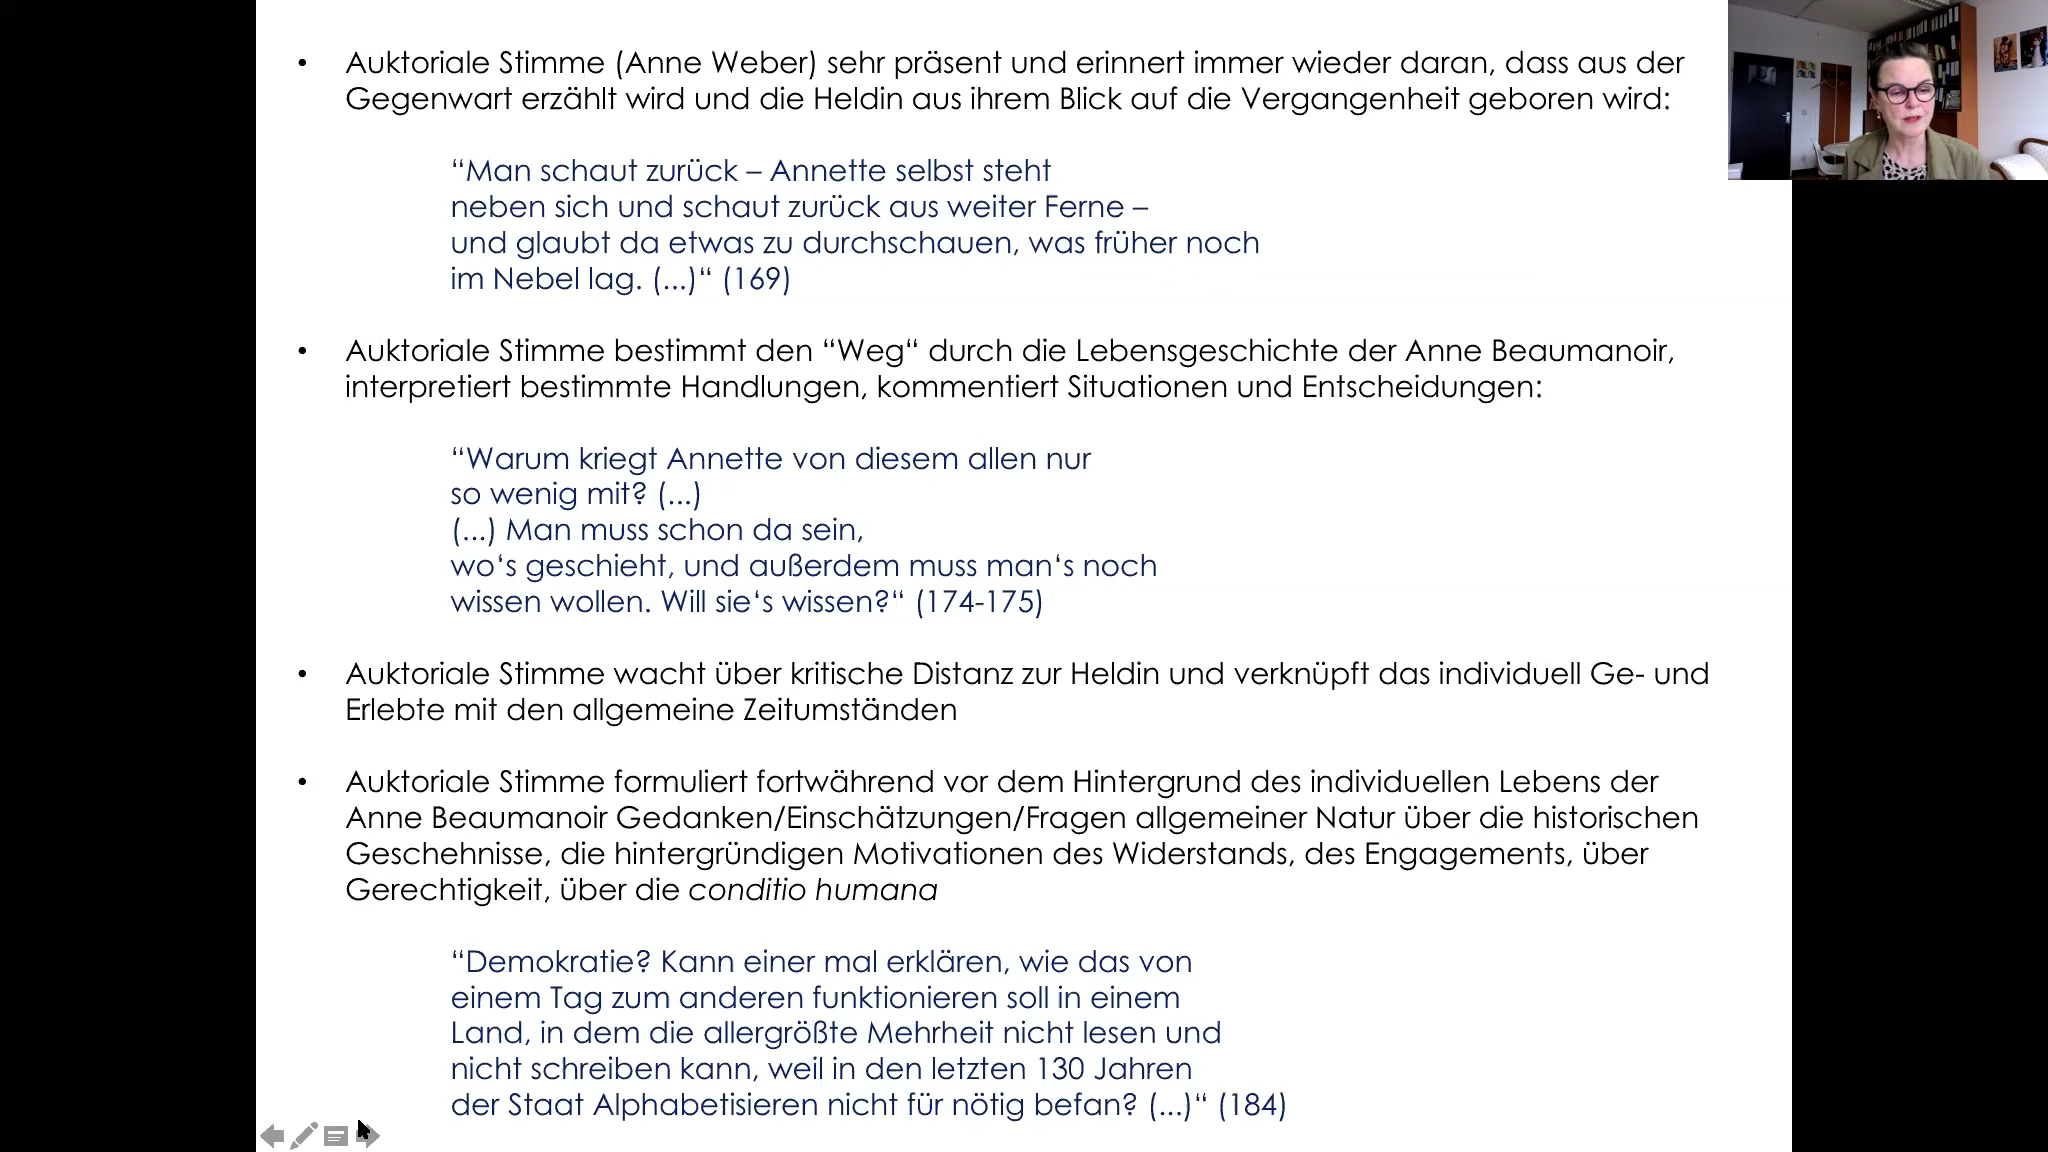 • Auktoriale Stimme (Anne Weber) sehr präsent und erinnert immer wieder daran, dass aus der
Gegenwart erzählt wird und die Heldin aus ihrem Blick auf die Vergangenheit geboren wird:
“Man schaut zurück – Annette selbst steht
neben sich und schaut zurück aus weiter Ferne –
und glaubt da etwas zu durchschauen, was früher noch
im Nebel lag. (...)“ (169)
• Auktoriale Stimme bestimmt den “Weg“ durch die Lebensgeschichte der Anne Beaumanoir,
interpretiert bestimmte Handlungen, kommentiert Situationen und Entscheidungen:
“Warum kriegt Annette von diesem allen nur
so wenig mit? (...)
(...) Man muss schon da sein,
wo‘s geschieht, und außerdem muss man‘s noch
wissen wollen. Will sie‘s wissen?“ (174-175)
• Auktoriale Stimme wacht über kritische Distanz zur Heldin und verknüpft das individuell Ge- und
Erlebte mit den allgemeine Zeitumständen
• Auktoriale Stimme formuliert fortwährend vor dem Hintergrund des individuellen Lebens der
Anne Beaumanoir Gedanken/Einschätzungen/Fragen allgemeiner Natur über die historischen
Geschehnisse, die hintergründigen Motivationen des Widerstands, des Engagements, über
Gerechtigkeit, über die conditio humana
“Demokratie? Kann einer mal erklären, wie das von
einem Tag zum anderen funktionieren soll in einem
Land, in dem die allergrößte Mehrheit nicht lesen und
nicht schreiben kann, weil in den letzten 130 Jahren
der Staat Alphabetisieren nicht für nötig befan? (...)“ (184)